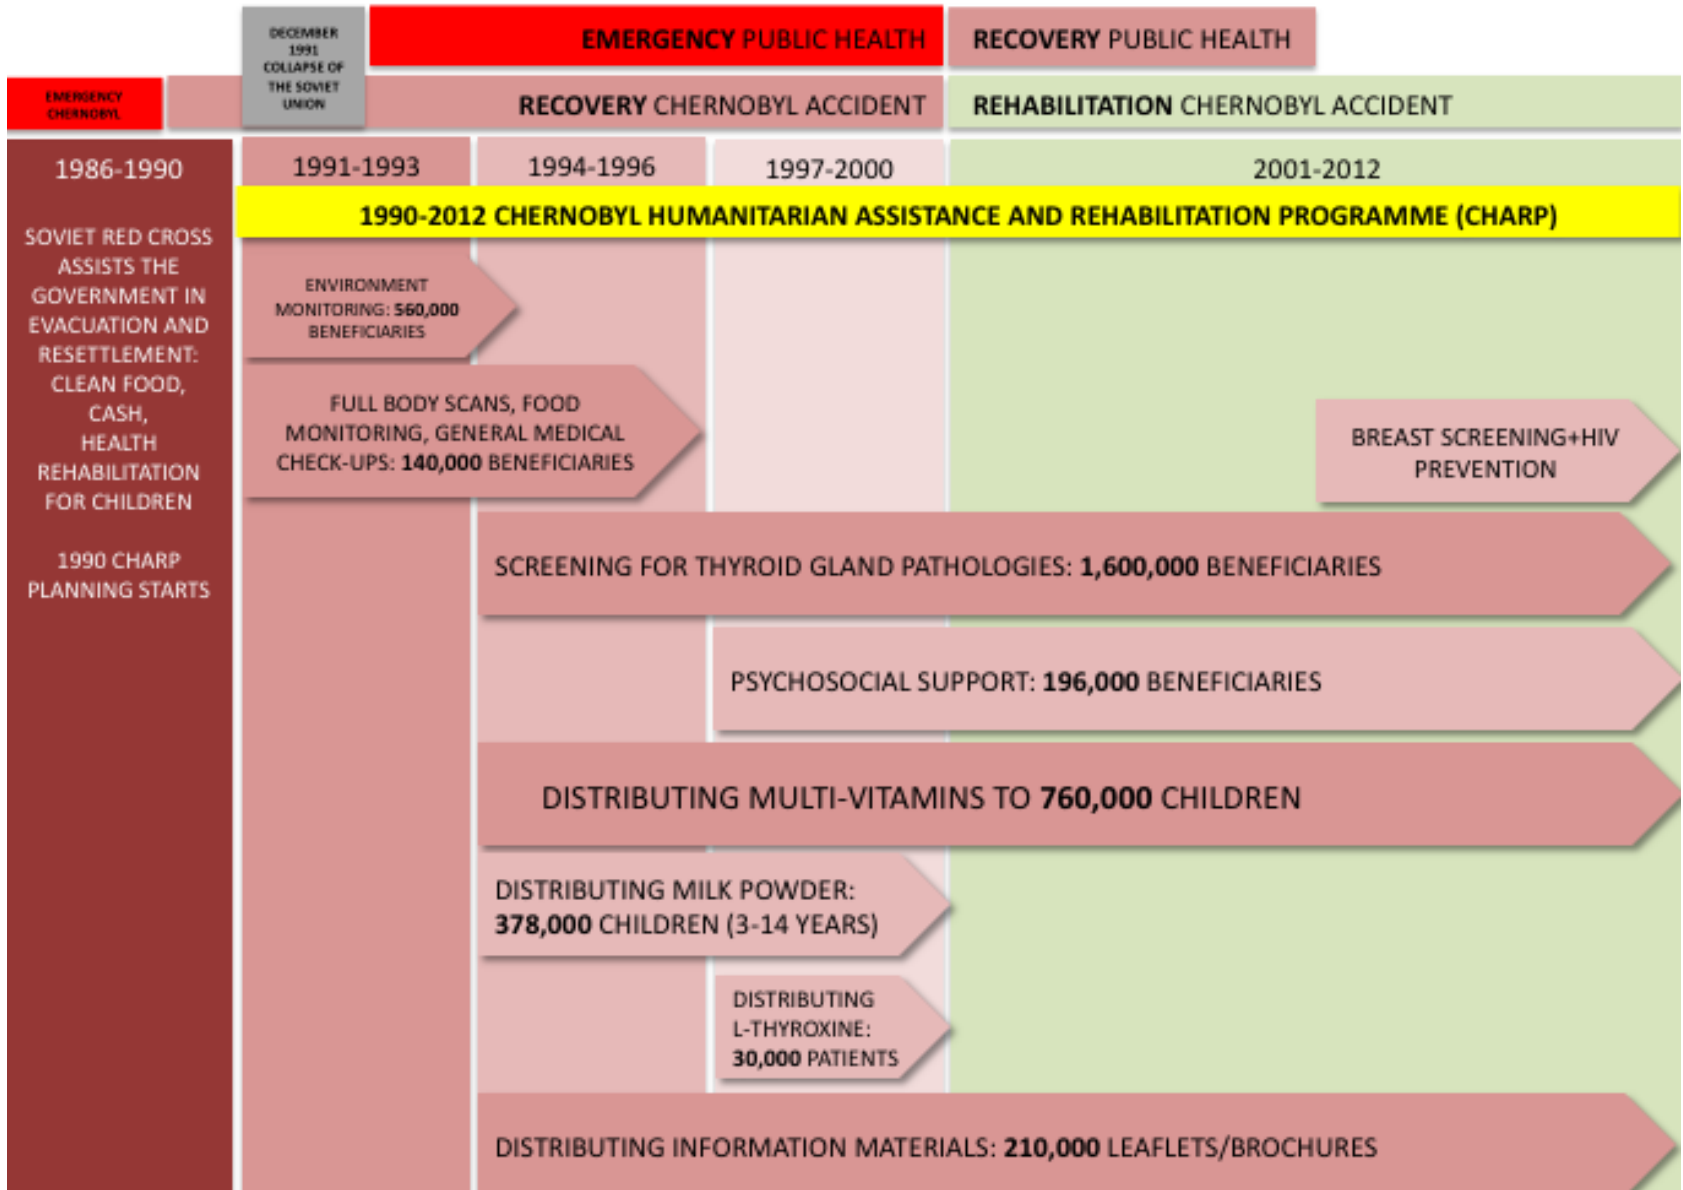 DECEMBER
1991
COLLAPSE OF
THE SOVIET
UNION
EMERGENCY PUBLIC HEALTH
RECOVERY PUBLIC HEALTH
EMERGENCY
CHERNOBYL
RECOVERY CHERNOBYL ACCIDENT
REHABILITATION CHERNOBYL ACCIDENT
1986-1990
1991-1993
1994-1996
1997-2000
2001-2012
1990-2012 CHERNOBYL HUMANITARIAN ASSISTANCE AND REHABILITATION PROGRAMME (CHARP)
SOVIET RED CROSS
ASSISTS THE
GOVERNMENT IN
EVACUATION AND
RESETTLEMENT:
CLEAN FOOD,
CASH,
HEALTH
REHABILITATION
FOR CHILDREN
1990 CHARP
PLANNING STARTS
ENVIRONMENT
MONITORING: 560,000
BENEFICIARIES
FULL BODY SCANS, FOOD
MONITORING, GENERAL MEDICAL
CHECK-UPS: 140,000 BENEFICIARIES
BREAST SCREENING+HIV
PREVENTION
SCREENING FOR THYROID GLAND PATHOLOGIES: 1,600,000 BENEFICIARIES
PSYCHOSOCIAL SUPPORT: 196,000 BENEFICIARIES
DISTRIBUTING MULTI-VITAMINS TO 760,000 CHILDREN
DISTRIBUTING MILK POWDER:
378,000 CHILDREN (3-14 YEARS)
DISTRIBUTING
L-THYROXINE:
30,000 PATIENTS
DISTRIBUTING INFORMATION MATERIALS: 210,000 LEAFLETS/BROCHURES